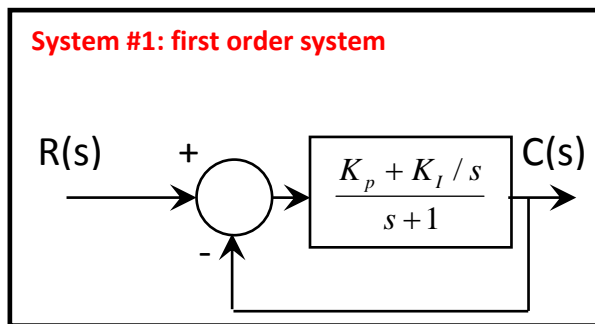 System #1: first order system
R(s)
+
-
K_p + K_I / s
s + 1
C(s)